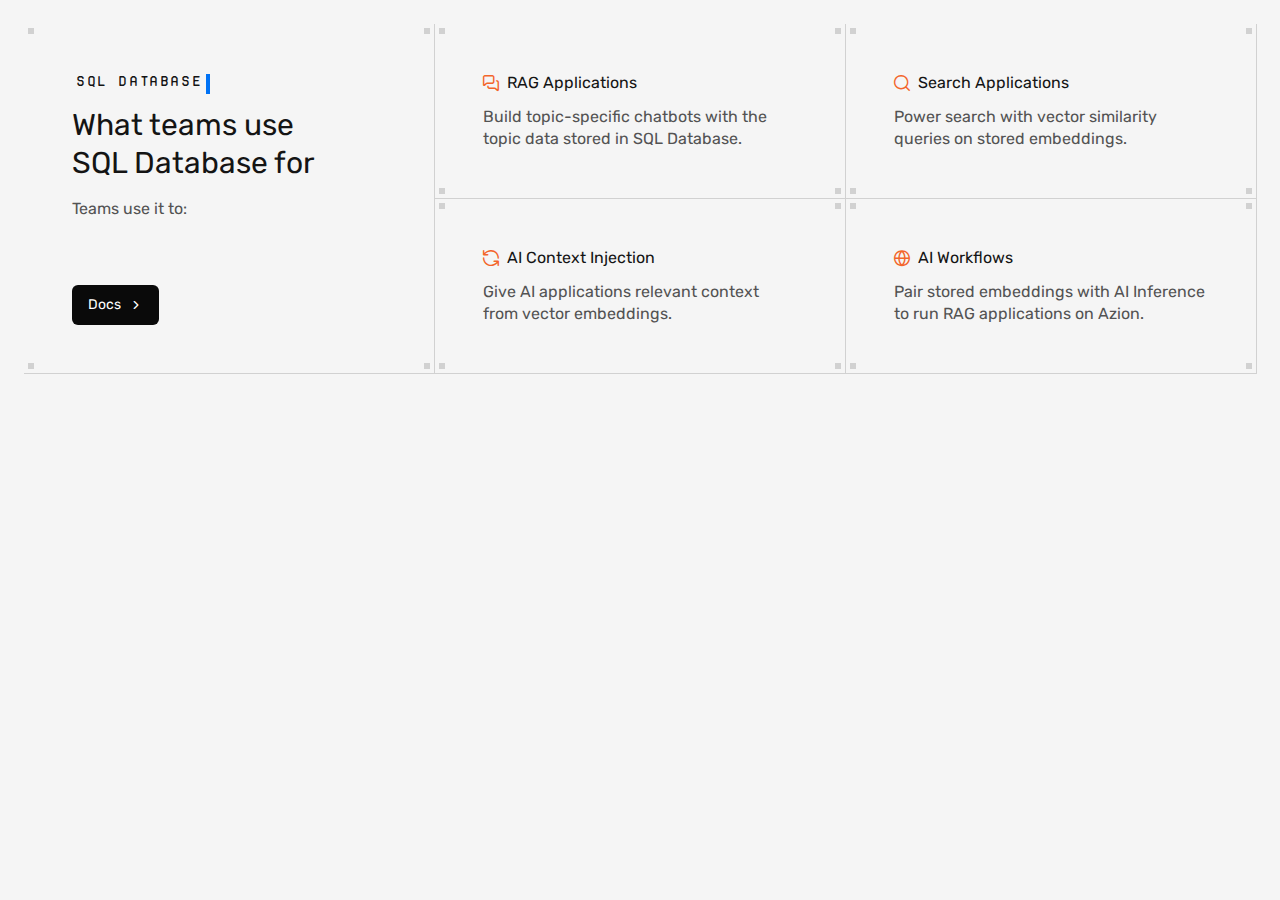 SQL DATABASE
What teams use
SQL Database for
Teams use it to:
Docs
RAG Applications
Build topic-specific chatbots with the
topic data stored in SQL Database.
Search Applications
Power search with vector similarity
queries on stored embeddings.
AI Context Injection
Give AI applications relevant context
from vector embeddings.
AI Workflows
Pair stored embeddings with AI Inference
to run RAG applications on Azion.